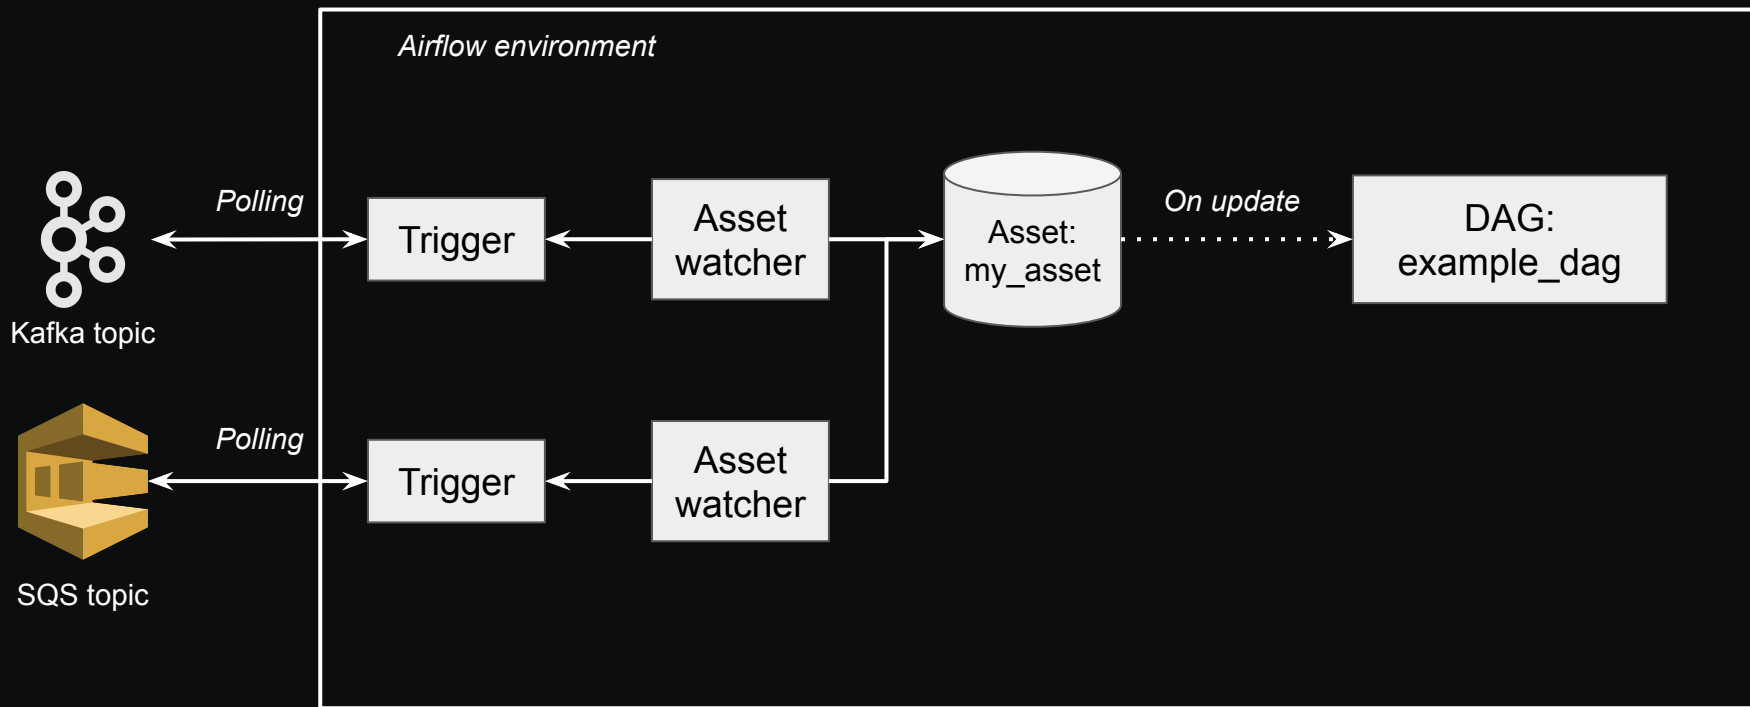 Airflow environment
Polling
Trigger
Asset
watcher
Asset:
my_asset
On update
DAG:
example_dag
Kafka topic
Polling
Trigger
Asset
watcher
SQS topic